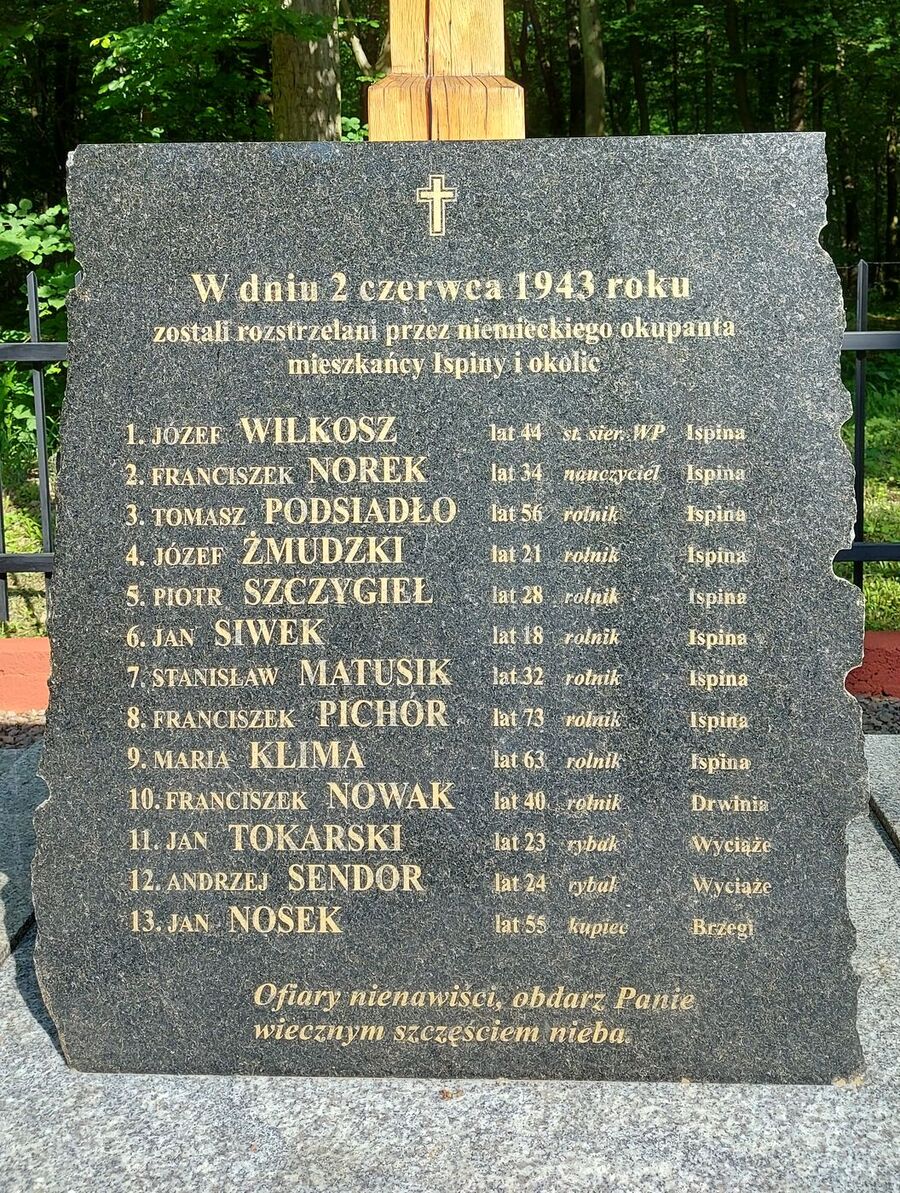 W dniu 2 czerwca 1943 roku
zostali rozstrzelani przez niemieckiego okupanta
mieszkańcy Ispiny i okolic
1. JÓZEF WILKOSZ lat 44 st. sier. WP Ispina
2. FRANCISZEK NOREK lat 34 nauczyciel Ispina
3. TOMASZ PODSIADŁO lat 56 rolnik Ispina
4. JÓZEF ŻMUDZKI lat 21 rolnik Ispina
5. PIOTR SZCZYGIEŁ lat 28 rolnik Ispina
6. JAN SIWEK lat 18 rolnik Ispina
7. STANISŁAW MATUSIK lat 32 rolnik Ispina
8. FRANCISZEK PICHÓR lat 73 rolnik Ispina
9. MARIA KLIMA lat 63 rolnik Ispina
10. FRANCISZEK NOWAK lat 40 rolnik Drwinia
11. JAN TOKARSKI lat 23 rybak Wyciąże
12. ANDRZEJ SENDOR lat 24 rybak Wyciąże
13. JAN NOSEK lat 55 kupiec Brzegi
Ofiary nienawiści, obdarz Panie
wiecznym szczęściem nieba.